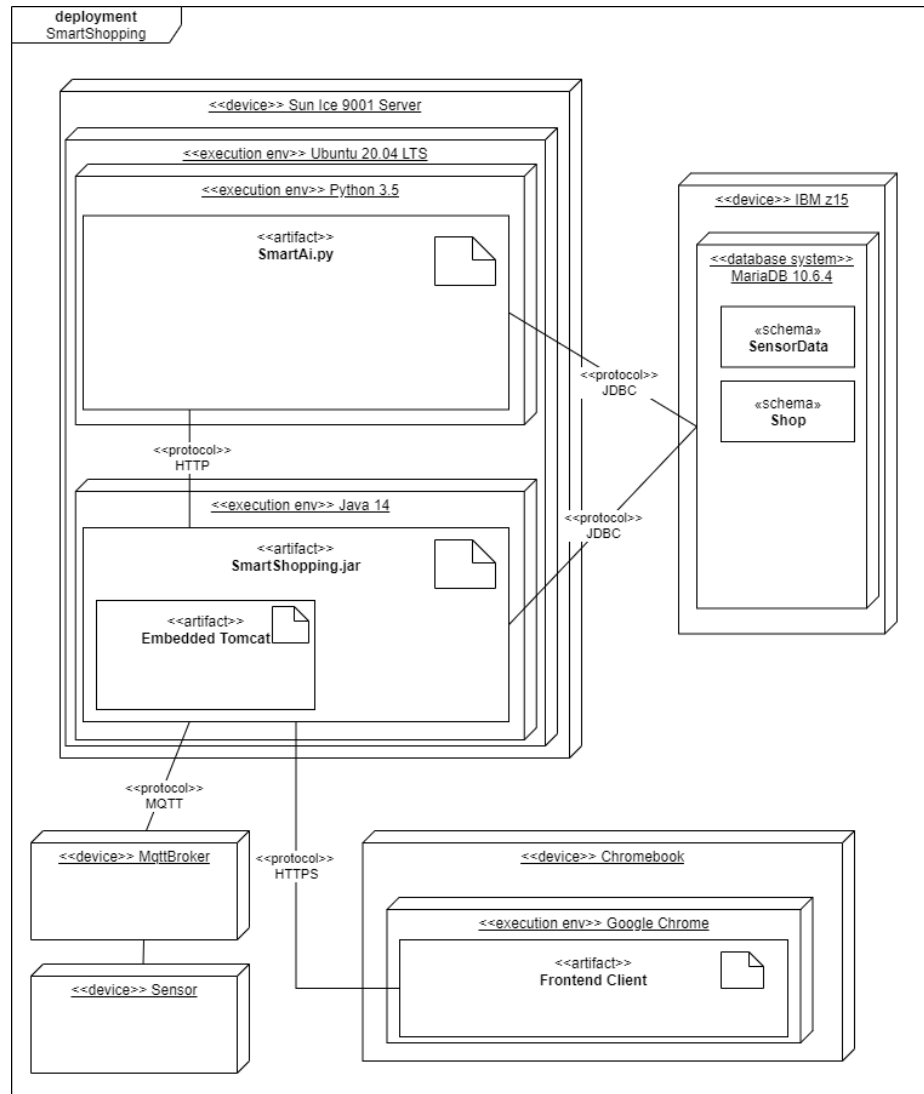 deployment
SmartShopping
<<device>> Sun Ice 9001 Server
<<execution env>> Ubuntu 20.04 LTS
<<execution env>> Python 3.5
<<artifact>>
SmartAi.py
<<device>> IBM z15
<<database system>>
MariaDB 10.6.4
«schema»
SensorData
«schema»
Shop
<<protocol>>
JDBC
<<protocol>>
HTTP
<<execution env>> Java 14
<<protocol>>
JDBC
<<artifact>>
SmartShopping.jar
<<artifact>>
Embedded Tomcat
<<protocol>>
MQTT
<<device>> MqttBroker
<<protocol>>
HTTPS
<<device>> Chromebook
<<execution env>> Google Chrome
<<artifact>>
Frontend Client
<<device>> Sensor